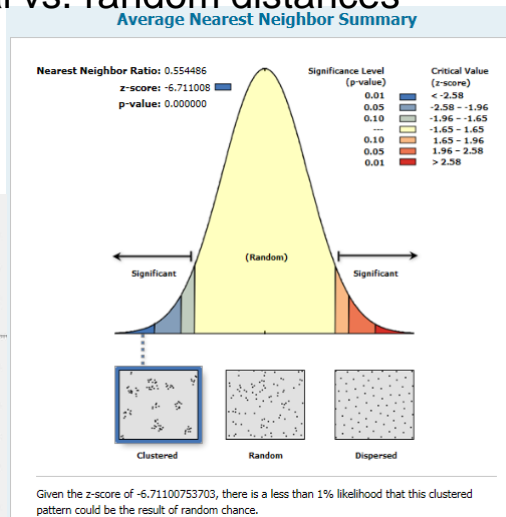 vs. random distances
Average Nearest Neighbor Summary
Nearest Neighbor Ratio: 0.554486
z-score: -6.711008
p-value: 0.000000
Significance Level Critical Value
(p-value) (z-score)
0.01 < -2.58
0.05 -2.58 - -1.96
0.10 -1.96 - -1.65
--- -1.65 - 1.65
0.10 1.65 - 1.96
0.05 1.96 - 2.58
0.01 > 2.58
(Random)
Significant Significant
Clustered Random Dispersed
Given the z-score of -6.71100753703, there is a less than 1% likelihood that this clustered
pattern could be the result of random chance.